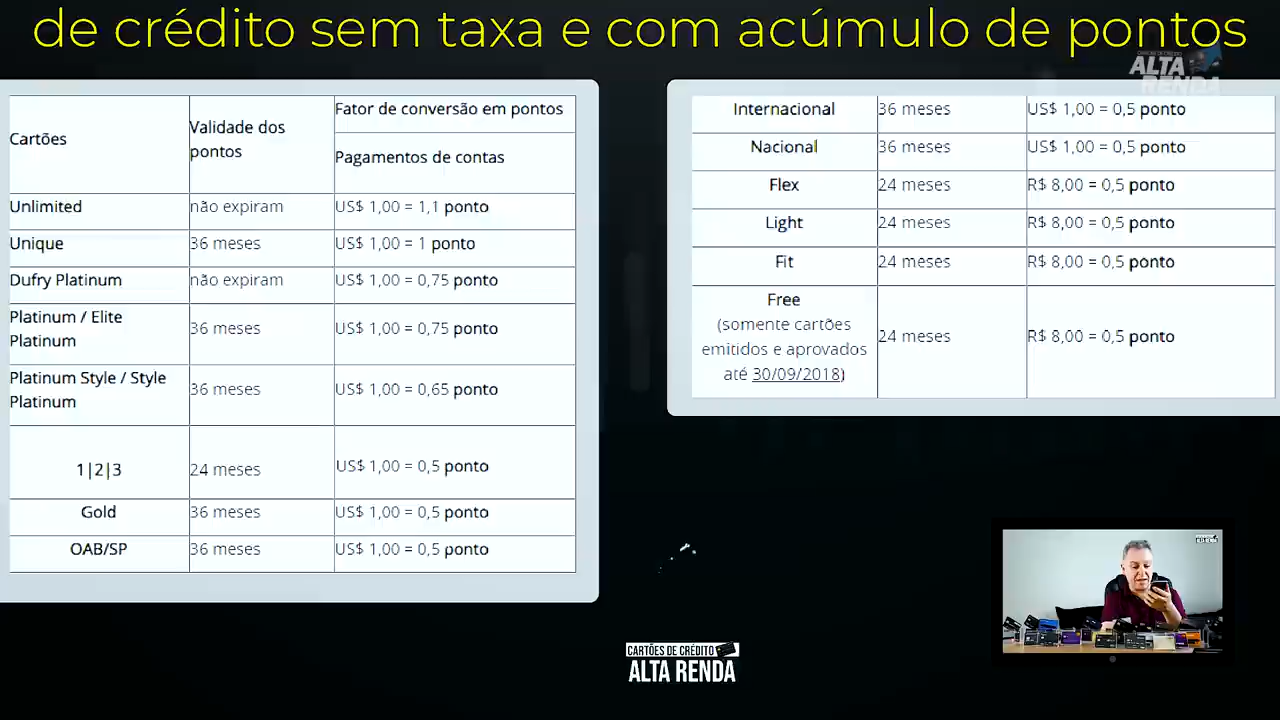 de crédito sem taxa e com acúmulo de pontos
ALTA
RENDA
Cartões
Validade dos
pontos
Fator de conversão em pontos
Pagamentos de contas
Unlimited
não expiram
US$ 1,00 = 1,1 ponto
Unique
36 meses
US$ 1,00 = 1 ponto
Dufry Platinum
não expiram
US$ 1,00 = 0,75 ponto
Platinum / Elite
Platinum
36 meses
US$ 1,00 = 0,75 ponto
Platinum Style / Style
Platinum
36 meses
US$ 1,00 = 0,65 ponto
1|2|3
24 meses
US$ 1,00 = 0,5 ponto
Gold
36 meses
US$ 1,00 = 0,5 ponto
OAB/SP
36 meses
US$ 1,00 = 0,5 ponto
Internacional
36 meses
US$ 1,00 = 0,5 ponto
Nacional
36 meses
US$ 1,00 = 0,5 ponto
Flex
24 meses
R$ 8,00 = 0,5 ponto
Light
24 meses
R$ 8,00 = 0,5 ponto
Fit
24 meses
R$ 8,00 = 0,5 ponto
Free
(somente cartões
emitidos e aprovados
até 30/09/2018)
24 meses
R$ 8,00 = 0,5 ponto
CARTÕES DE CRÉDITO
ALTA RENDA